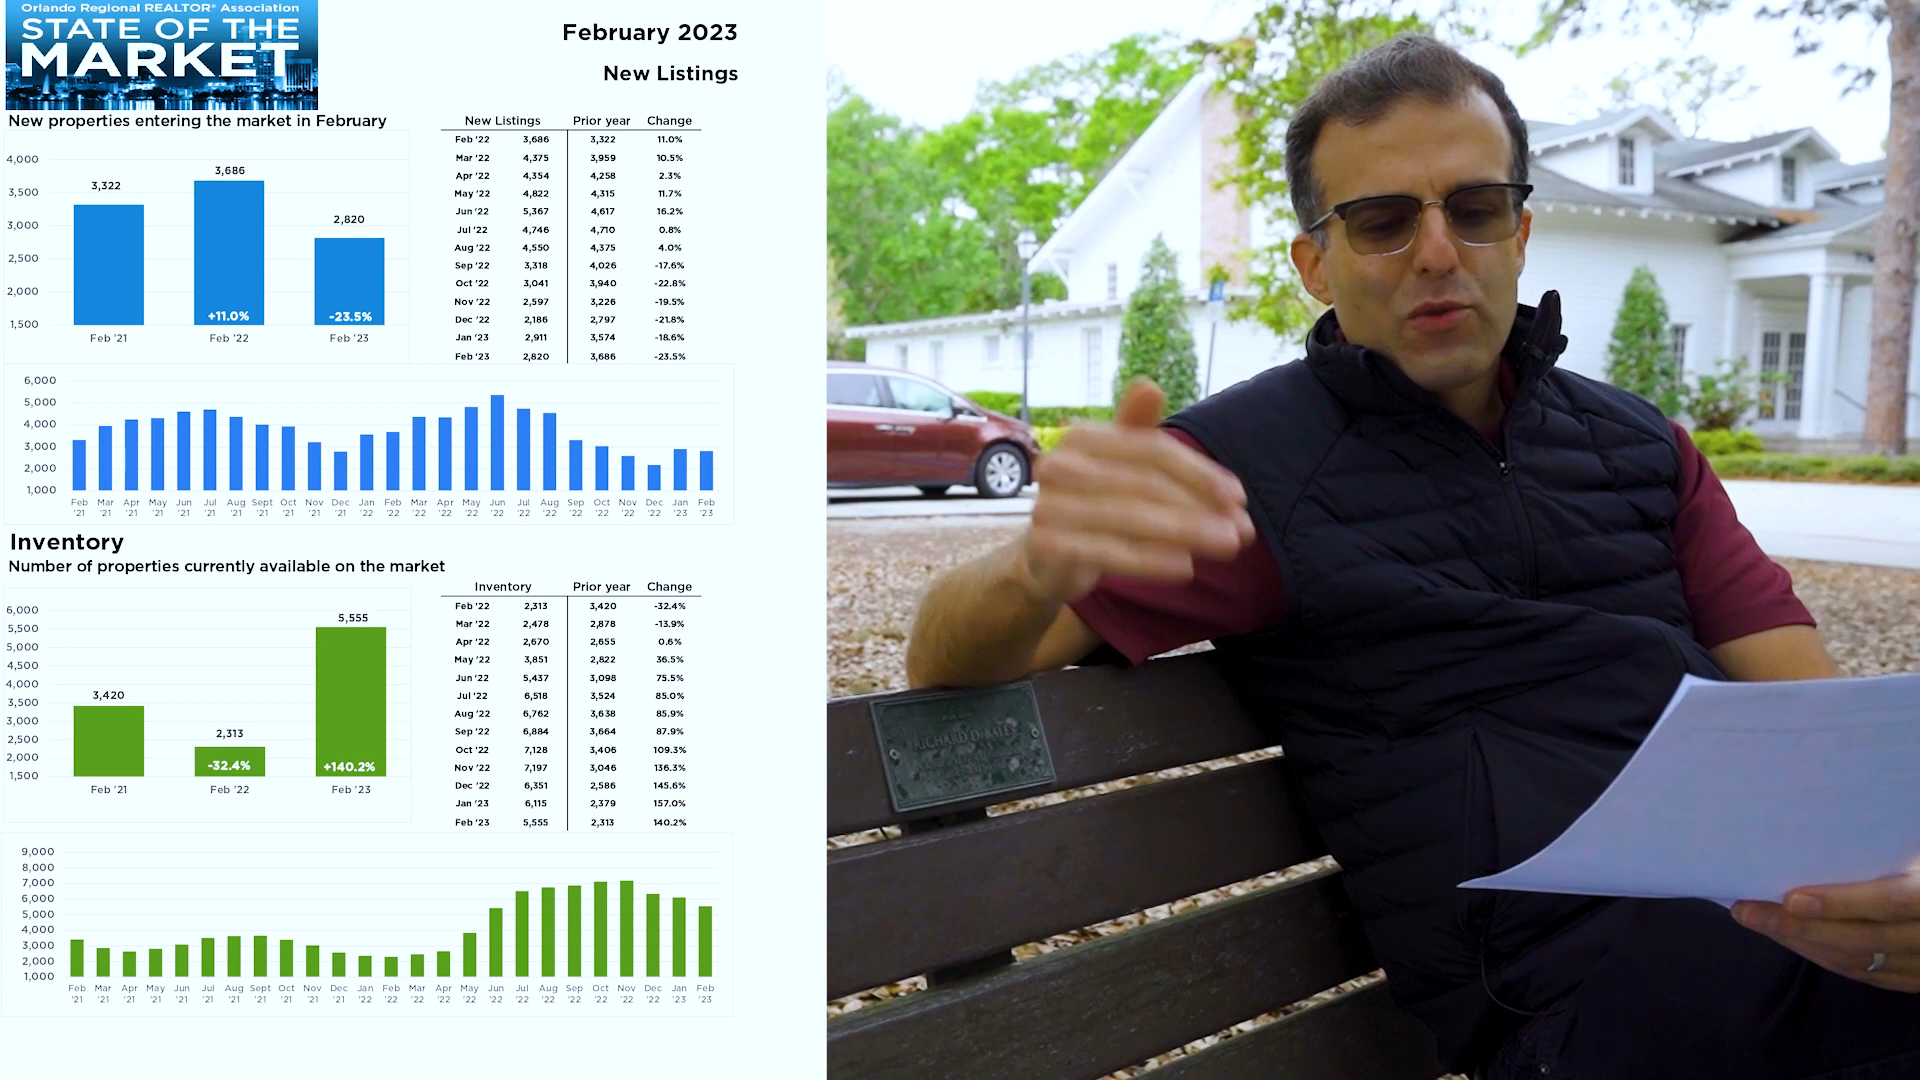 Orlando Regional REALTOR® Association
STATE OF THE
MARKET
February 2023
New Listings
New properties entering the market in February
4,000
3,500
3,000
2,500
2,000
1,500
3,322
3,686
2,820
+11.0%
-23.5%
Feb '21 Feb '22 Feb '23
New Listings Prior year Change
Feb '22 3,686 3,322 11.0%
Mar '22 4,375 3,959 10.5%
Apr '22 4,354 4,258 2.3%
May '22 4,822 4,315 11.7%
Jun '22 5,367 4,617 16.2%
Jul '22 4,746 4,710 0.8%
Aug '22 4,550 4,375 4.0%
Sep '22 3,318 4,026 -17.6%
Oct '22 3,041 3,940 -22.8%
Nov '22 2,597 3,226 -19.5%
Dec '22 2,186 2,797 -21.8%
Jan '23 2,911 3,574 -18.6%
Feb '23 2,820 3,686 -23.5%
6,000
5,000
4,000
3,000
2,000
1,000
Feb Mar Apr May Jun Jul Aug Sept Oct Nov Dec Jan Feb Mar Apr May Jun Jul Aug Sep Oct Nov Dec Jan Feb
'21 '21 '21 '21 '21 '21 '21 '21 '21 '21 '21 '22 '22 '22 '22 '22 '22 '22 '22 '22 '22 '22 '22 '23 '23
Inventory
Number of properties currently available on the market
6,000
5,500
5,000
4,500
4,000
3,500
3,000
2,500
2,000
1,500
3,420
2,313
5,555
-32.4%
+140.2%
Feb '21 Feb '22 Feb '23
Inventory Prior year Change
Feb '22 2,313 3,420 -32.4%
Mar '22 2,478 2,878 -13.9%
Apr '22 2,670 2,655 0.6%
May '22 3,851 2,822 36.5%
Jun '22 5,437 3,098 75.5%
Jul '22 6,518 3,524 85.0%
Aug '22 6,762 3,638 85.9%
Sep '22 6,884 3,664 87.9%
Oct '22 7,128 3,406 109.3%
Nov '22 7,197 3,046 136.3%
Dec '22 6,351 2,586 145.6%
Jan '23 6,115 2,379 157.0%
Feb '23 5,555 2,313 140.2%
9,000
8,000
7,000
6,000
5,000
4,000
3,000
2,000
1,000
Feb Mar Apr May Jun Jul Aug Sept Oct Nov Dec Jan Feb Mar Apr May Jun Jul Aug Sep Oct Nov Dec Jan Feb
'21 '21 '21 '21 '21 '21 '21 '21 '21 '21 '21 '22 '22 '22 '22 '22 '22 '22 '22 '22 '22 '22 '22 '23 '23
RICHARD D.